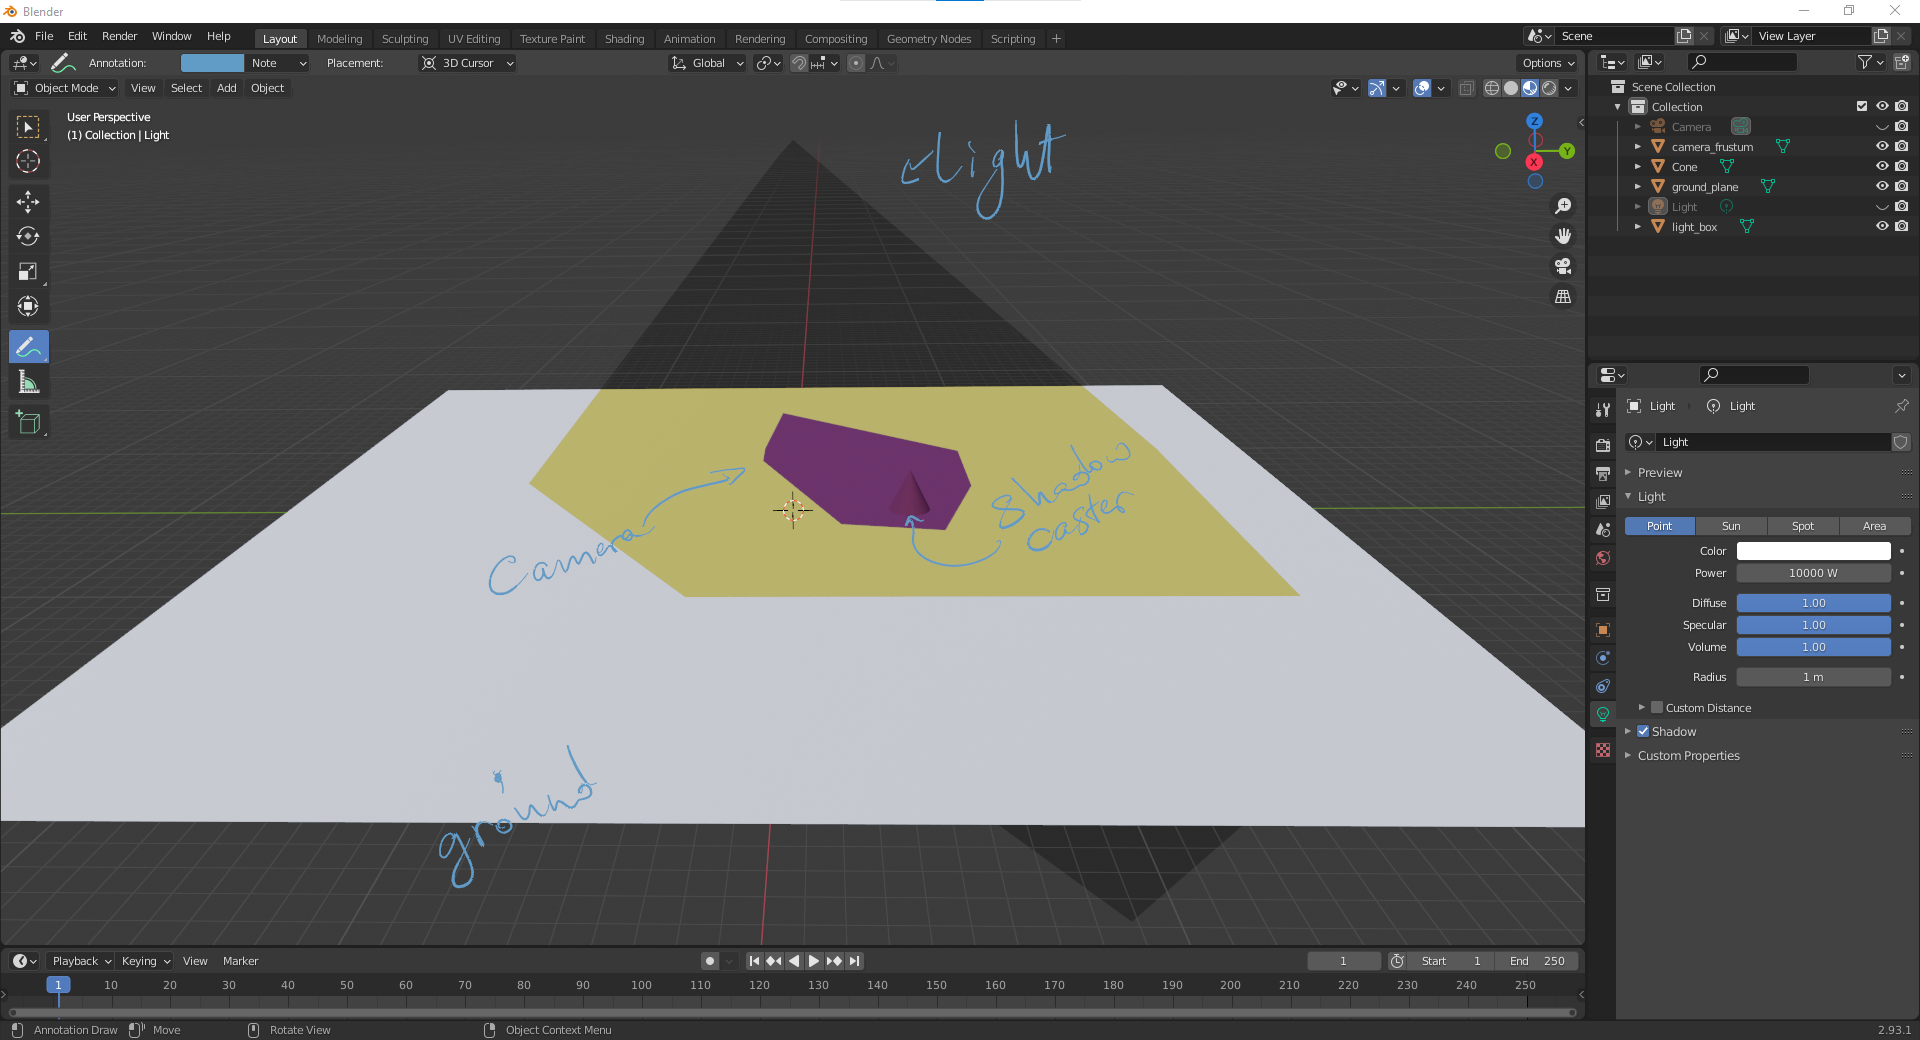 Blender
File Edit Render Window Help Layout Modeling Sculpting UV Editing Texture Paint Shading Animation Rendering Compositing Geometry Nodes Scripting + Scene View Layer
Annotation: Note Placement: 3D Cursor Global Options
Object Mode View Select Add Object
User Perspective
(1) Collection | Light
Z
Y
X
Light
Camera
Shadow
caster
ground
Scene Collection
Collection
Camera
camera_frustum
Cone
ground_plane
Light
light_box
Light Light
Light
Preview
Light
Point Sun Spot Area
Color
Power 10000 W
Diffuse 1.00
Specular 1.00
Volume 1.00
Radius 1 m
Custom Distance
Shadow
Custom Properties
Playback Keying View Marker 1 Start 1 End 250
1 10 20 30 40 50 60 70 80 90 100 110 120 130 140 150 160 170 180 190 200 210 220 230 240 250
Annotation Draw Move Rotate View Object Context Menu 2.93.1